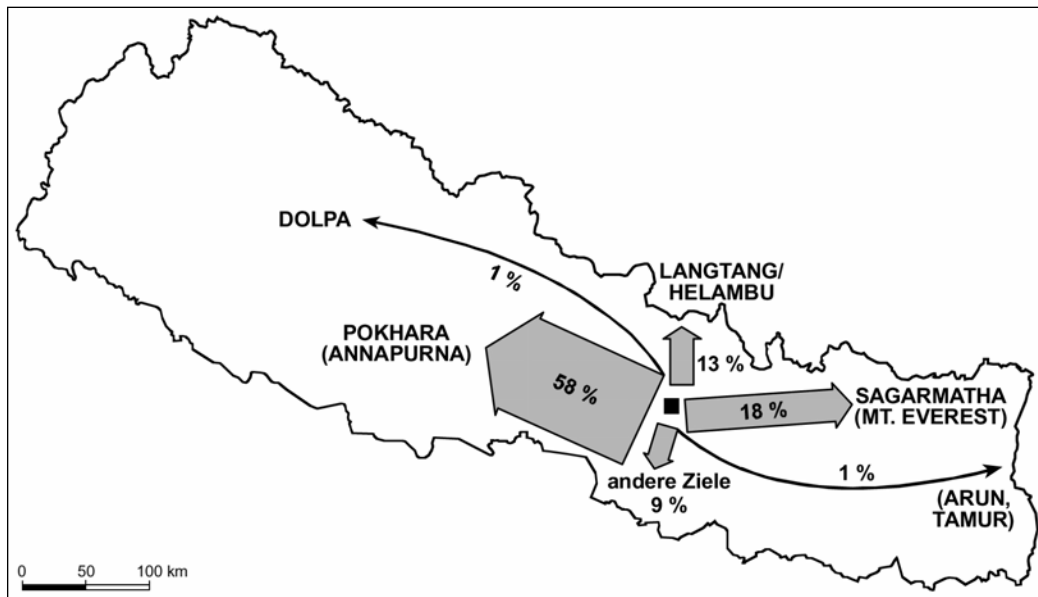 DOLPA
1 %
LANGTANG/
HELAMBU
POKHARA
(ANNAPURNA)
58 %
13 %
18 %
SAGARMATHA
(MT. EVEREST)
andere Ziele
9 %
1 %
(ARUN,
TAMUR)
0 50 100 km